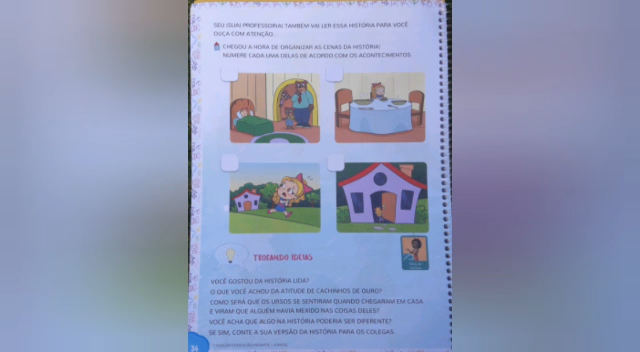 SEU (SUA) PROFESSOR(A) TAMBÉM VAI LER ESSA HISTÓRIA PARA VOCÊ
OUÇA COM ATENÇÃO.
CHEGOU A HORA DE ORGANIZAR AS CENAS DA HISTÓRIA!
NUMERE CADA UMA DELAS DE ACORDO COM OS ACONTECIMENTOS.
TROCANDO IDEIAS
VOCÊ GOSTOU DA HISTÓRIA LIDA?
O QUE VOCÊ ACHOU DA ATITUDE DE CACHINHOS DE OURO?
COMO SERÁ QUE OS URSOS SE SENTIRAM QUANDO CHEGARAM EM CASA
E VIRAM QUE ALGUÉM HAVIA MEXIDO NAS COISAS DELES?
VOCÊ ACHA QUE ALGO NA HISTÓRIA PODERIA SER DIFERENTE?
SE SIM, CONTE A SUA VERSÃO DA HISTÓRIA PARA OS COLEGAS.